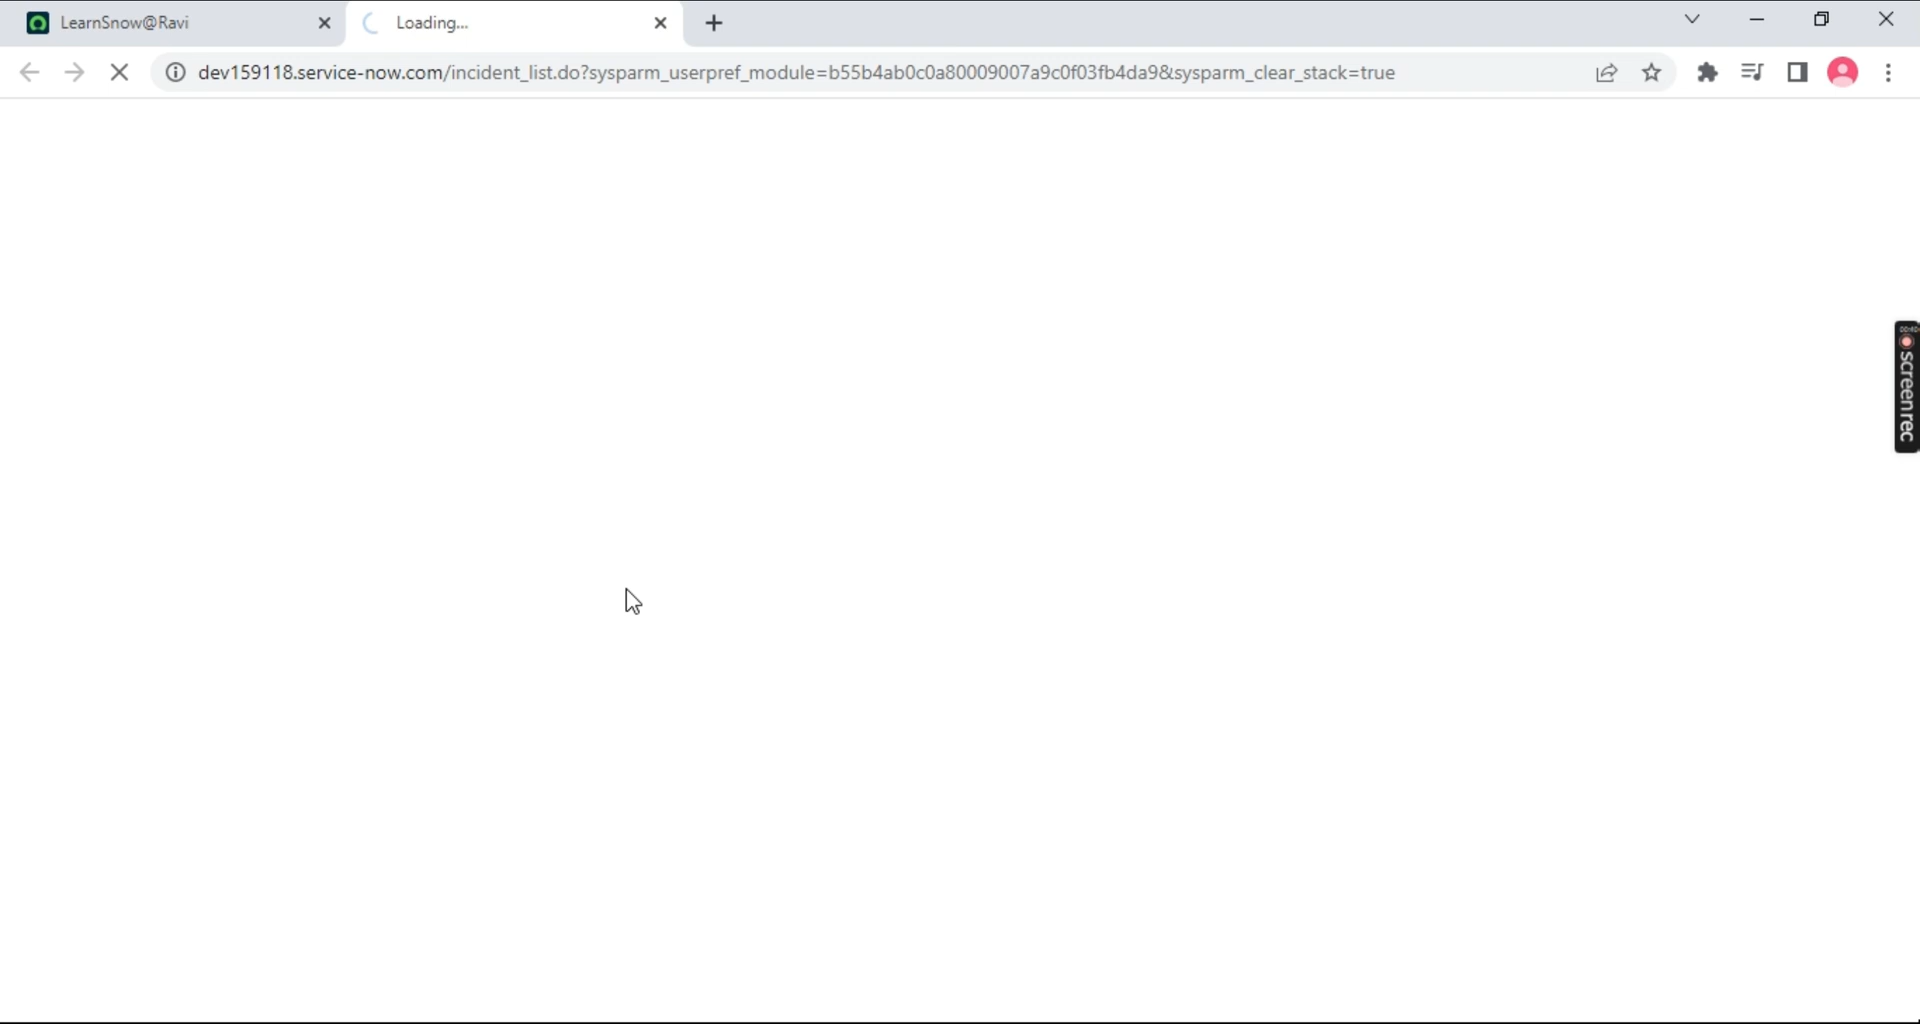 LearnSnow@Ravi
Loading...
dev159118.service-now.com/incident_list.do?sysparm_userpref_module=b55b4ab0c0a80009007a9c0f03fb4da9&sysparm_clear_stack=true
screenrec